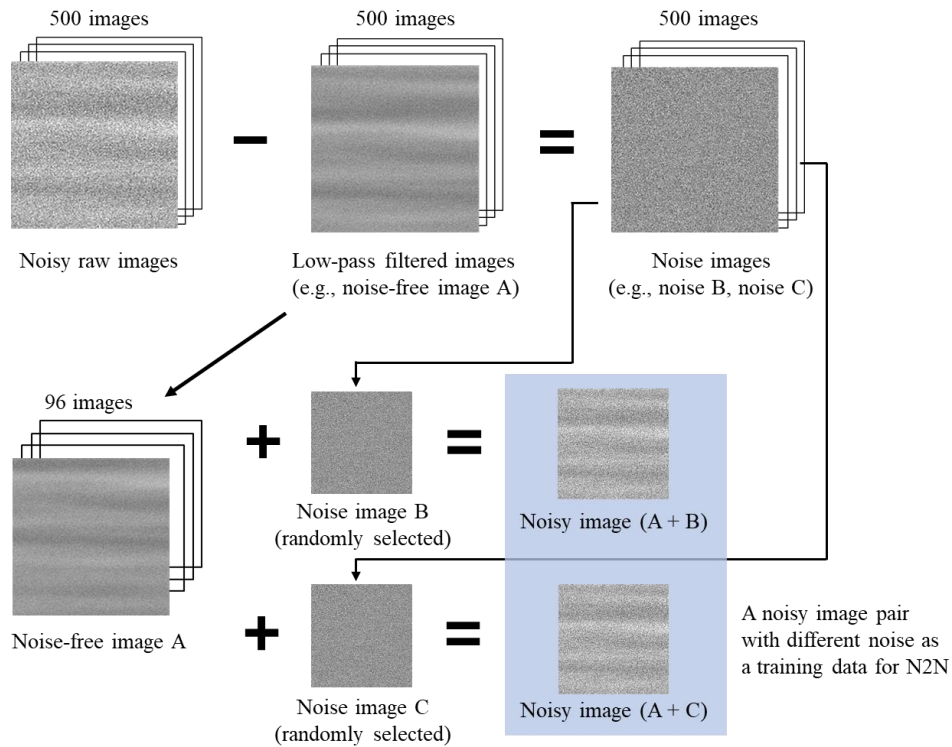 500 images
500 images
500 images
Noisy raw images
Low-pass filtered images
(e.g., noise-free image A)
Noise images
(e.g., noise B, noise C)
96 images
Noise image B
(randomly selected)
Noisy image (A + B)
Noise-free image A
Noise image C
(randomly selected)
Noisy image (A + C)
A noisy image pair
with different noise as
a training data for N2N